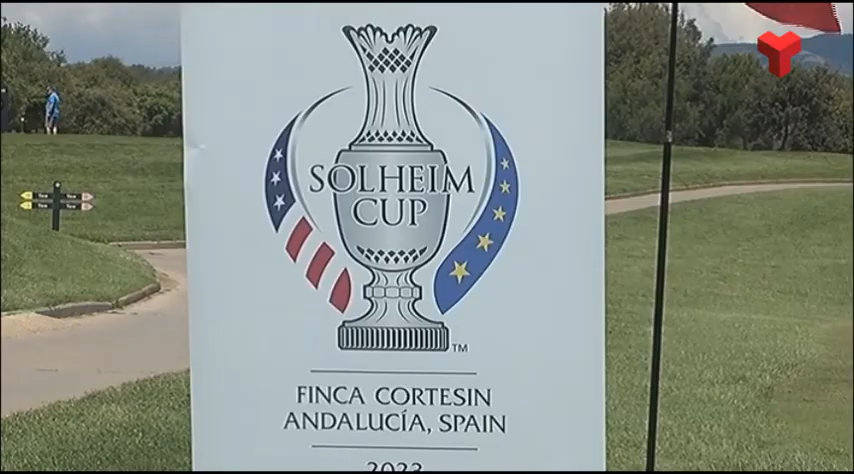 SOLHEIM
CUP
TM
FINCA CORTESIN
ANDALUCÍA, SPAIN
2023